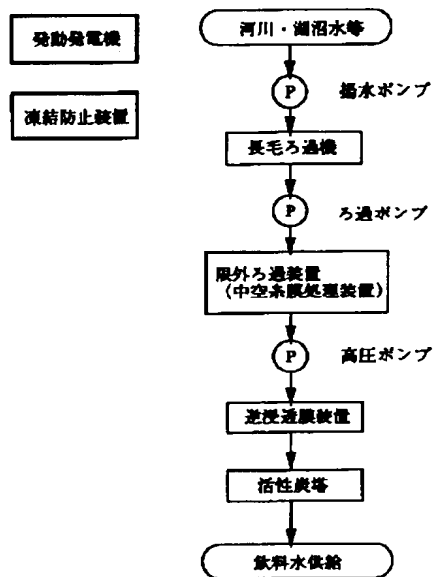 発動発電機
凍結防止装置
河川・湖沼水等
P
揚水ポンプ
長毛ろ過機
P
ろ過ポンプ
限外ろ過装置
(中空糸膜処理装置)
P
高圧ポンプ
逆浸透膜装置
活性炭塔
飲料水供給